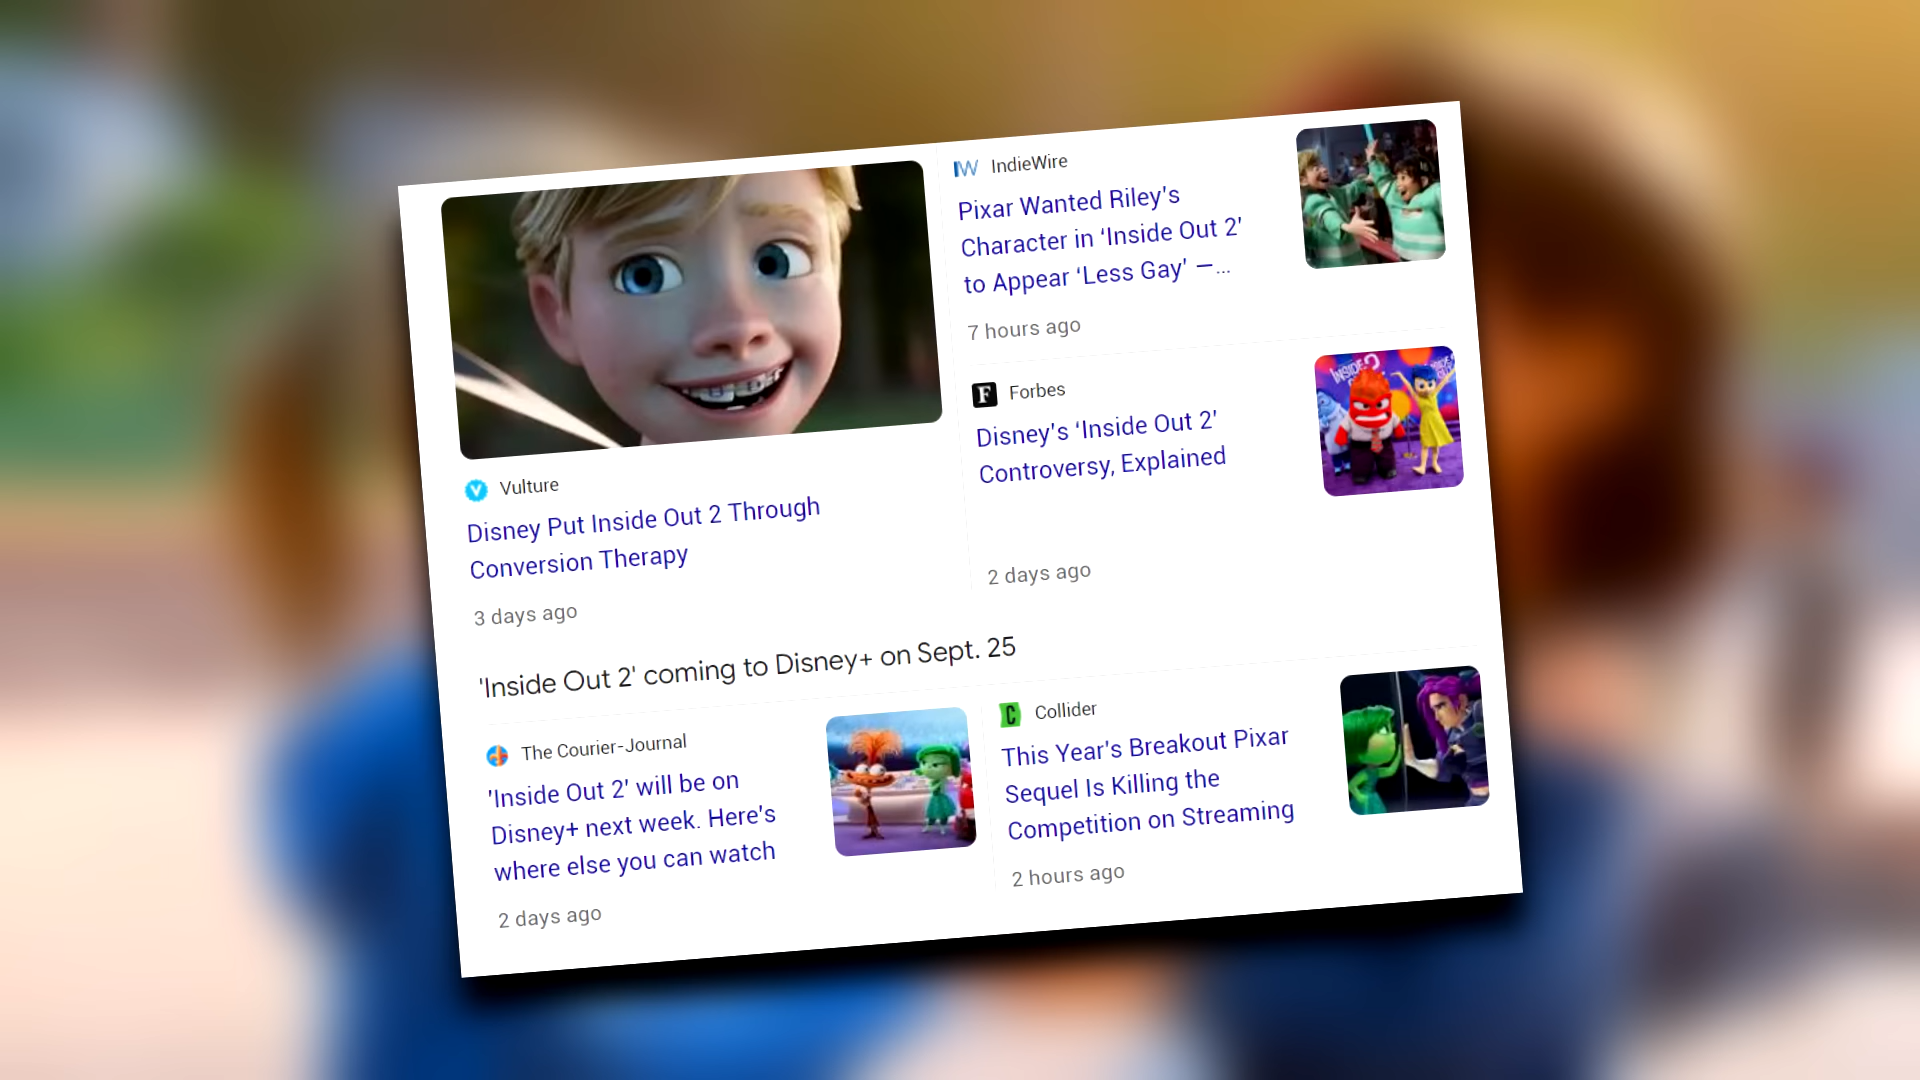 IndieWire
Pixar Wanted Riley's
Character in ‘Inside Out 2’
to Appear ‘Less Gay’ —...
7 hours ago
Forbes
Disney's ‘Inside Out 2’
Controversy, Explained
2 days ago
Vulture
Disney Put Inside Out 2 Through
Conversion Therapy
3 days ago
'Inside Out 2' coming to Disney+ on Sept. 25
The Courier-Journal
'Inside Out 2' will be on
Disney+ next week. Here's
where else you can watch
2 days ago
Collider
This Year's Breakout Pixar
Sequel Is Killing the
Competition on Streaming
2 hours ago